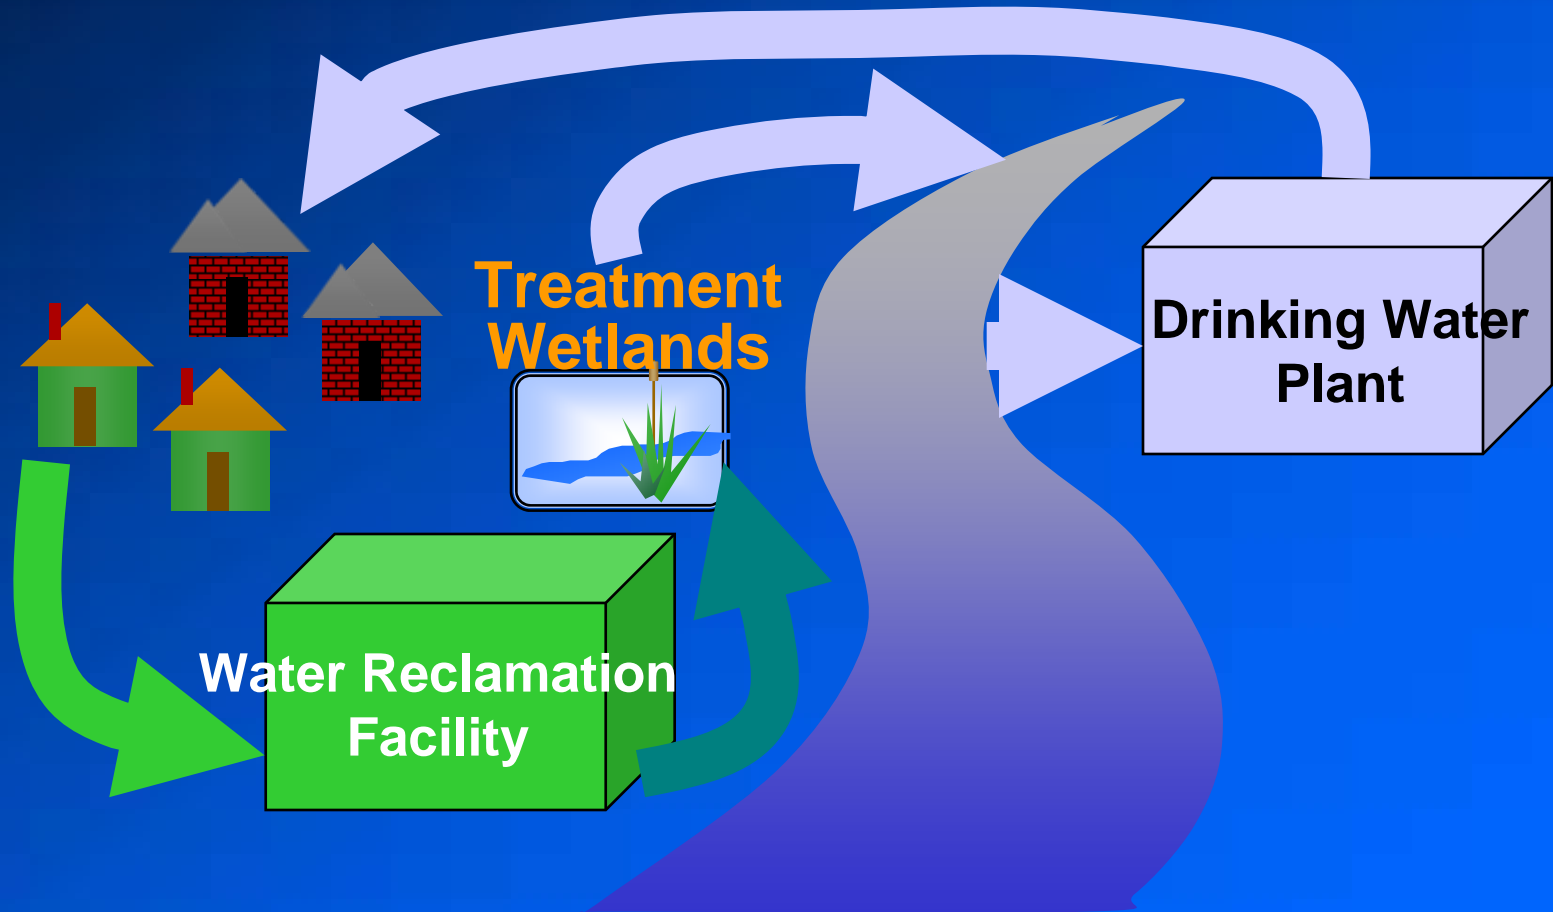 Treatment
Wetlands
Drinking Water
Plant
Water Reclamation
Facility